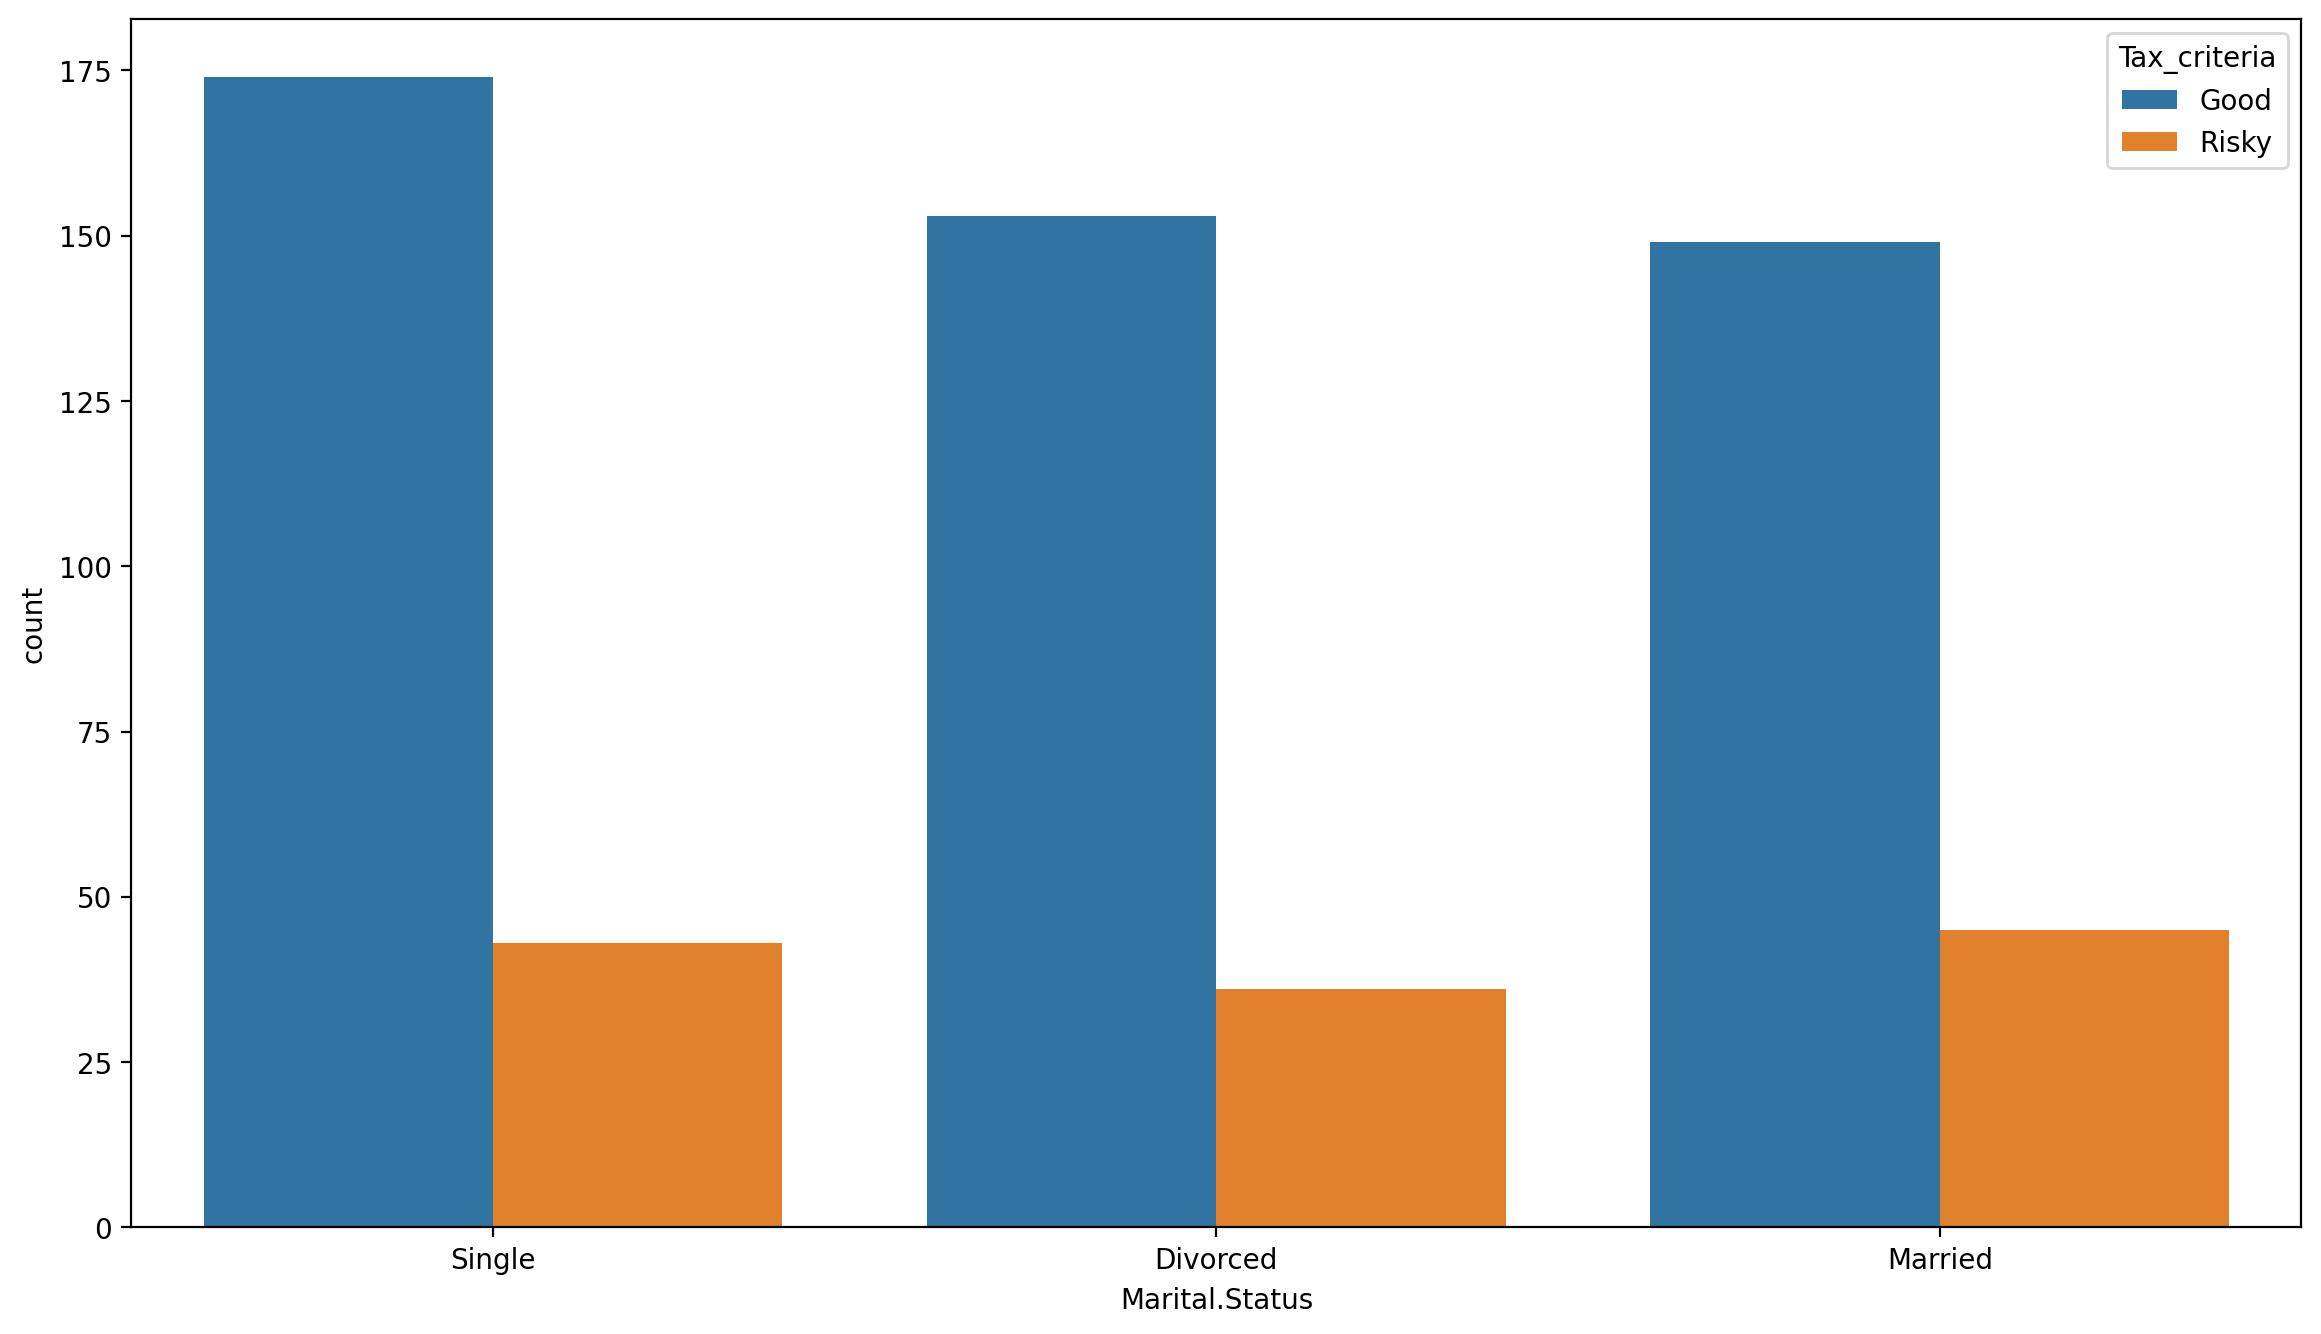 Tax_criteria
Good
Risky
175
150
125
100
75
50
25
0
count
Single
Divorced
Married
Marital.Status